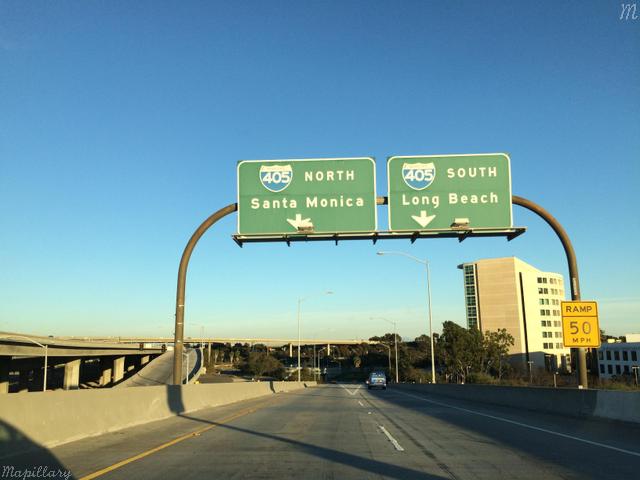 M
405 NORTH
Santa Monica
405 SOUTH
Long Beach
RAMP
50
MPH
Mapillary